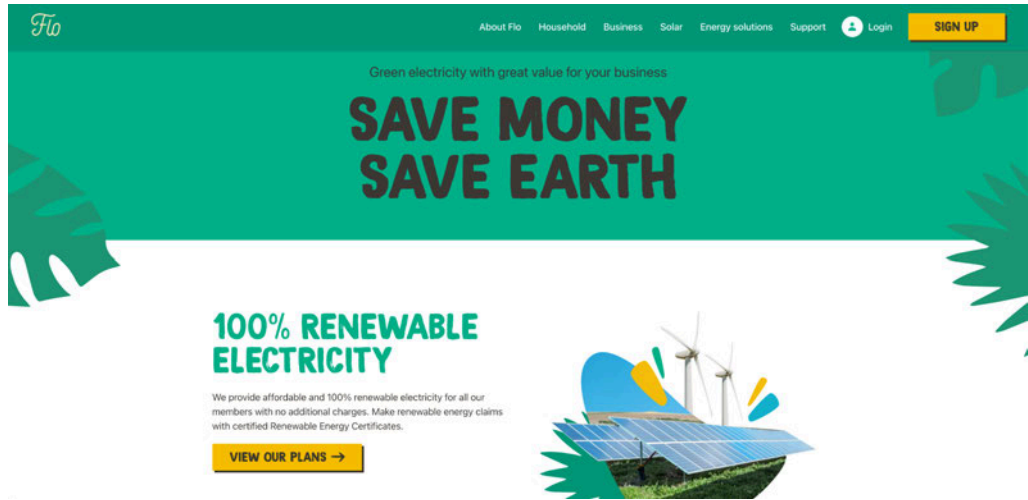 Flo
About Flo Household Business Solar Energy solutions Support Login SIGN UP
Green electricity with great value for your business
SAVE MONEY
SAVE EARTH
100% RENEWABLE
ELECTRICITY
We provide affordable and 100% renewable electricity for all our
members with no additional charges. Make renewable energy claims
with certified Renewable Energy Certificates.
VIEW OUR PLANS →